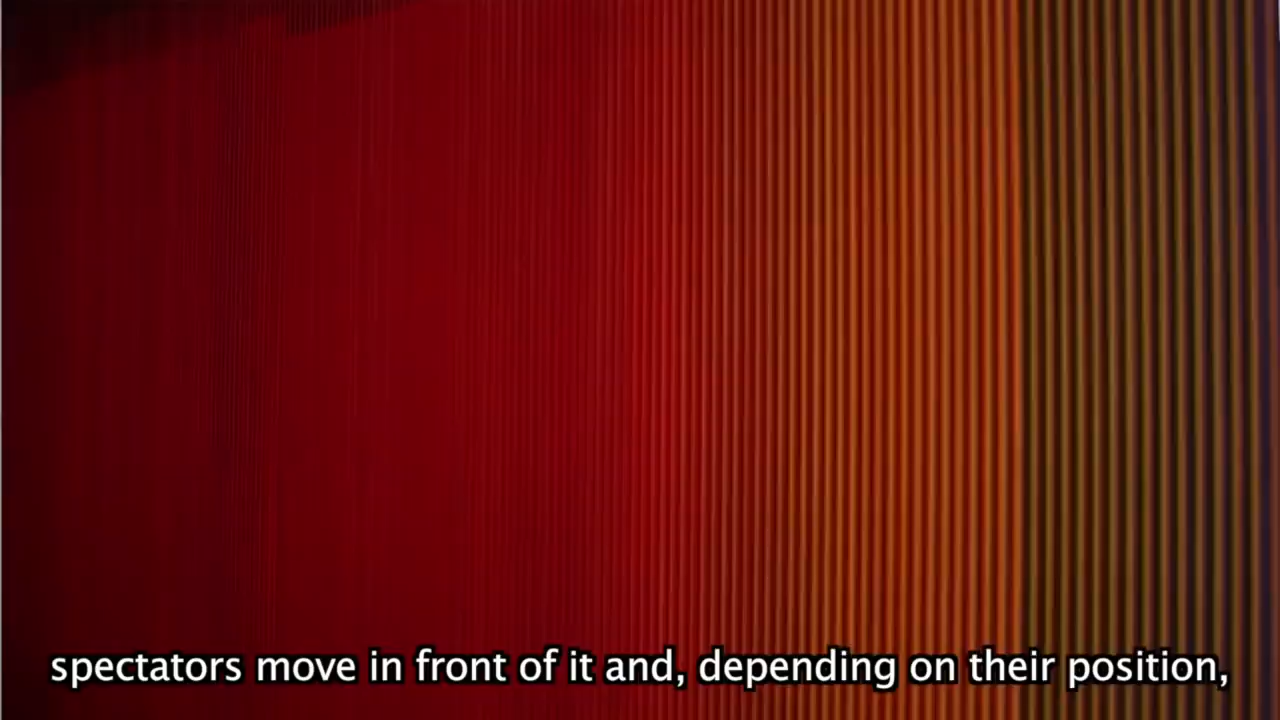 spectators move in front of it and, depending on their position,